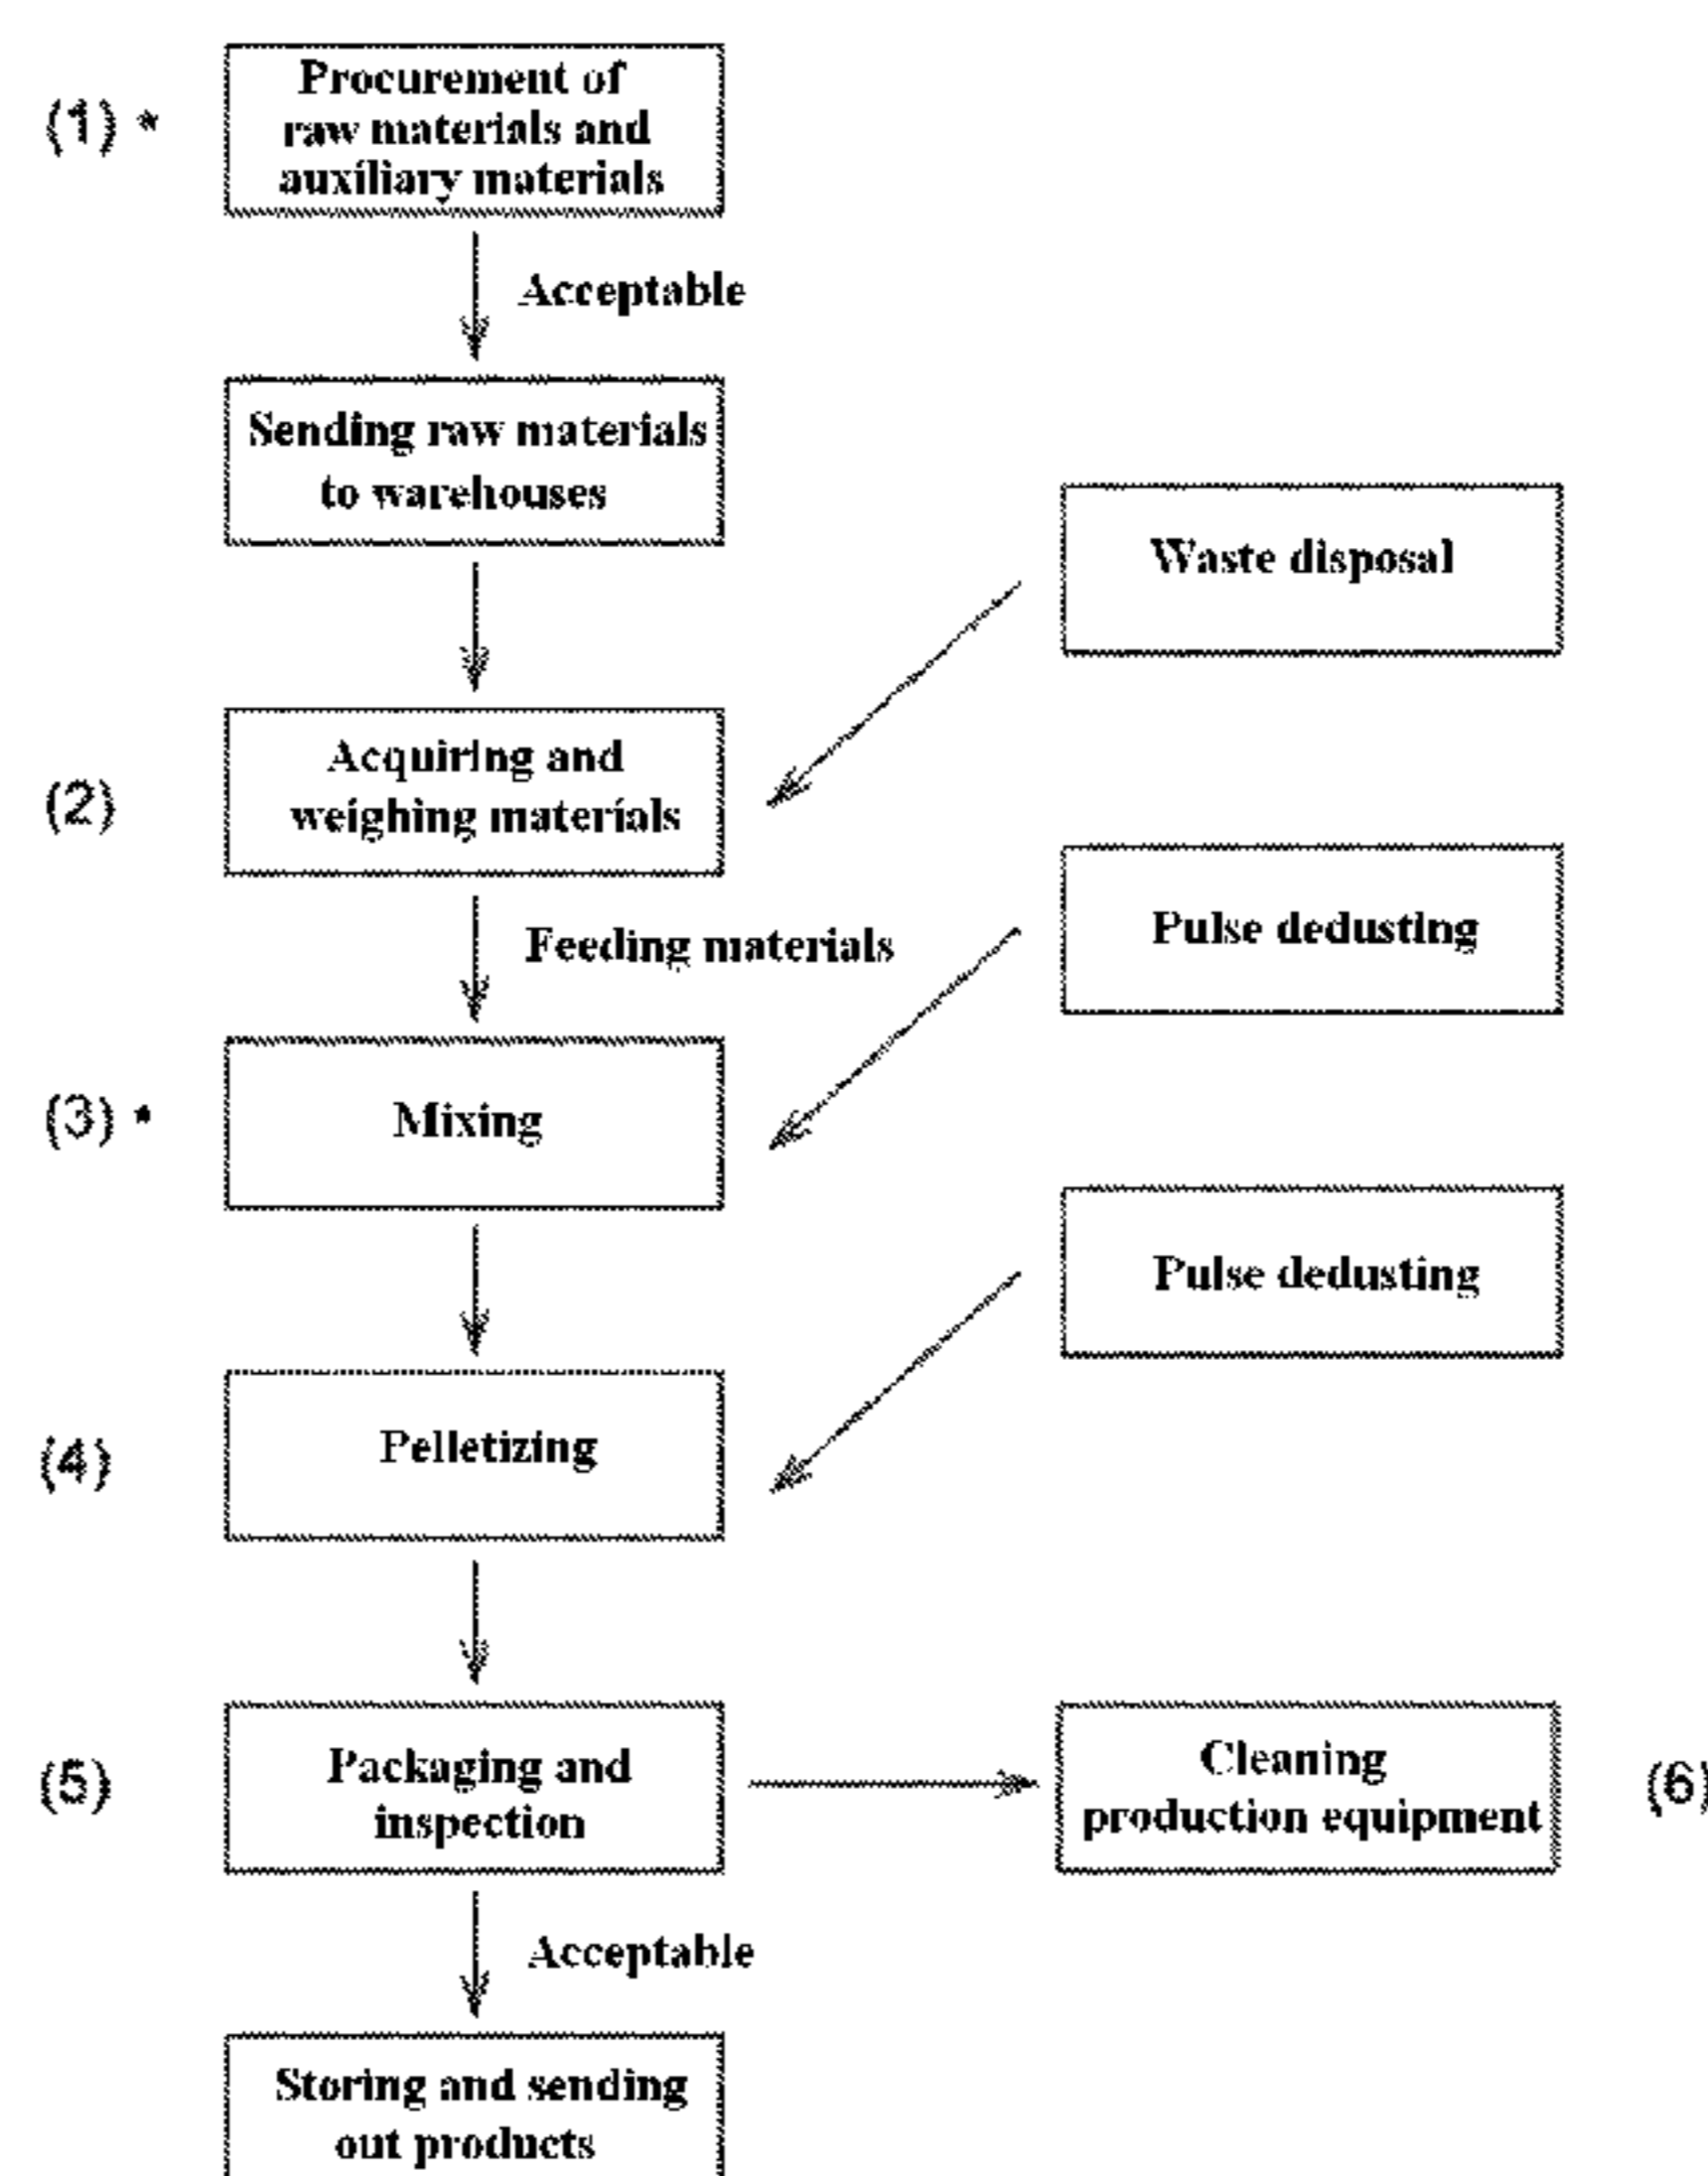 (1) *
Procurement of
raw materials and
auxiliary materials
Acceptable
Sending raw materials
to warehouses
Waste disposal
(2)
Acquiring and
weighing materials
Feeding materials
Pulse dedusting
(3) *
Mixing
Pulse dedusting
(4)
Pelletizing
(5)
Packaging and
inspection
Cleaning
production equipment
(6)
Acceptable
Storing and sending
out products